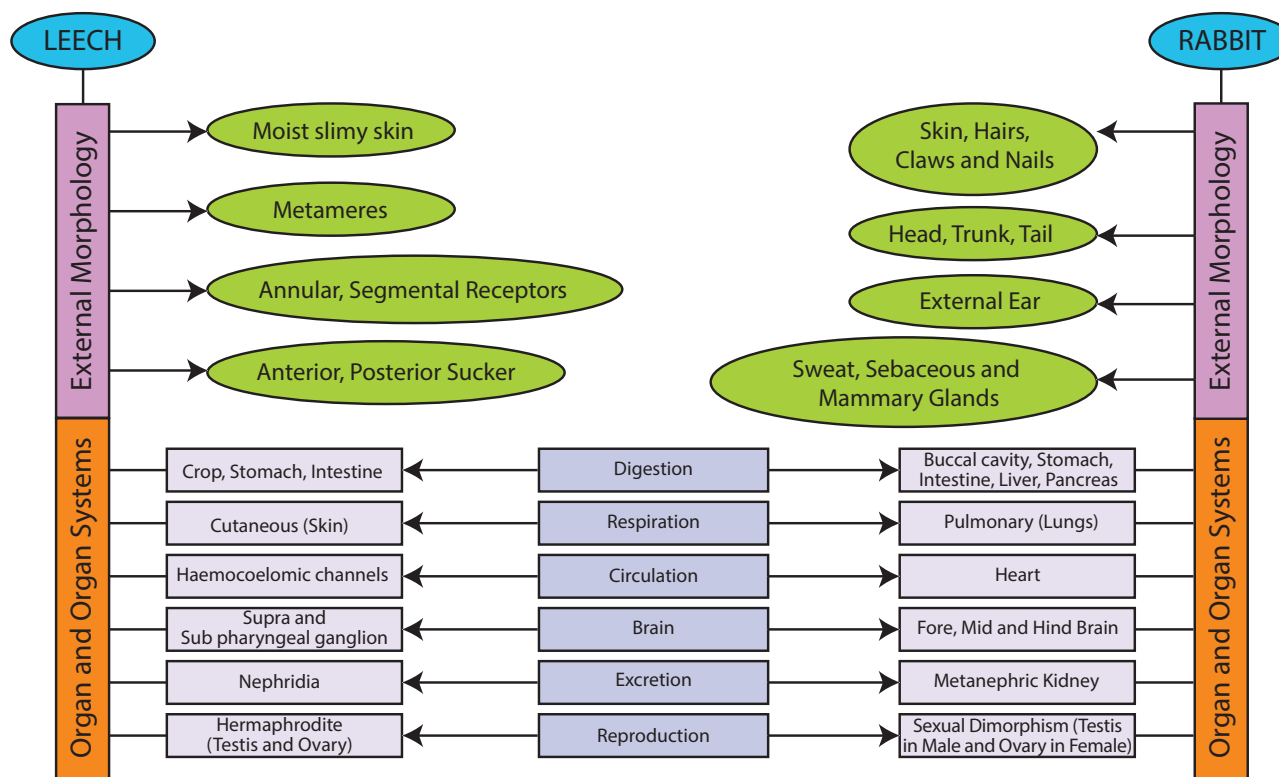 LEECH
RABBIT
External Morphology
Moist slimy skin
Metameres
Annular, Segmental Receptors
Anterior, Posterior Sucker
Skin, Hairs,
Claws and Nails
Head, Trunk, Tail
External Ear
Sweat, Sebaceous and
Mammary Glands
External Morphology
Organ and Organ Systems
Crop, Stomach, Intestine
Digestion
Buccal cavity, Stomach,
Intestine, Liver, Pancreas
Cutaneous (Skin)
Respiration
Pulmonary (Lungs)
Haemocoelomic channels
Circulation
Heart
Supra and
Sub pharyngeal ganglion
Brain
Fore, Mid and Hind Brain
Nephridia
Excretion
Metanephric Kidney
Hermaphrodite
(Testis and Ovary)
Reproduction
Sexual Dimorphism (Testis
in Male and Ovary in Female)
Organ and Organ Systems